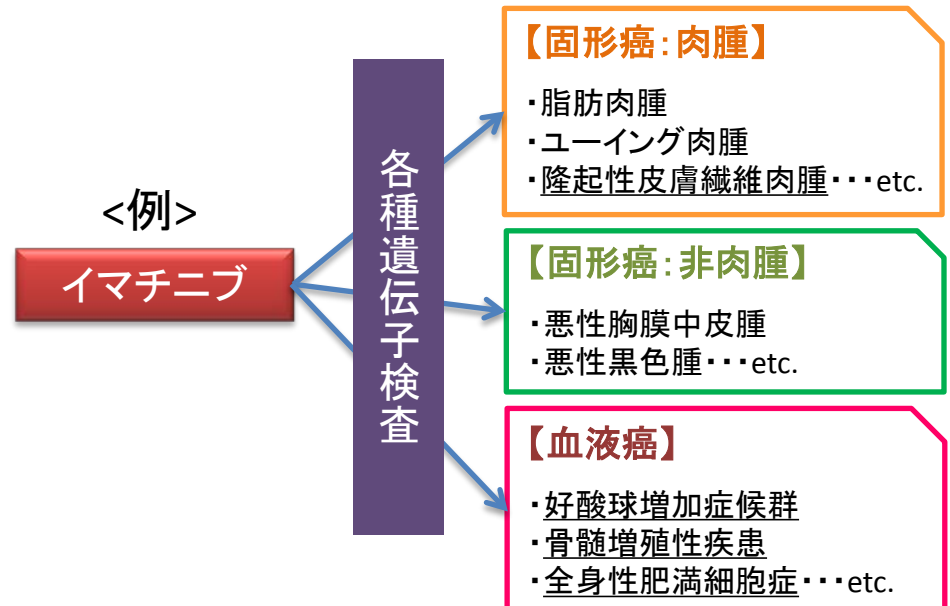 <例>
イマチニブ
各種遺伝子検査
【固形癌:肉腫】
・脂肪肉腫
・ユーイング肉腫
・隆起性皮膚繊維肉腫・・・etc.
【固形癌:非肉腫】
・悪性胸膜中皮腫
・悪性黒色腫・・・etc.
【血液癌】
・好酸球増加症候群
・骨髄増殖性疾患
・全身性肥満細胞症・・・etc.